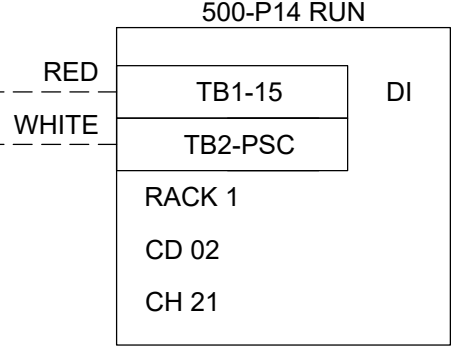 500-P14 RUN
RED
TB1-15
DI
WHITE
TB2-PSC
RACK 1
CD 02
CH 21